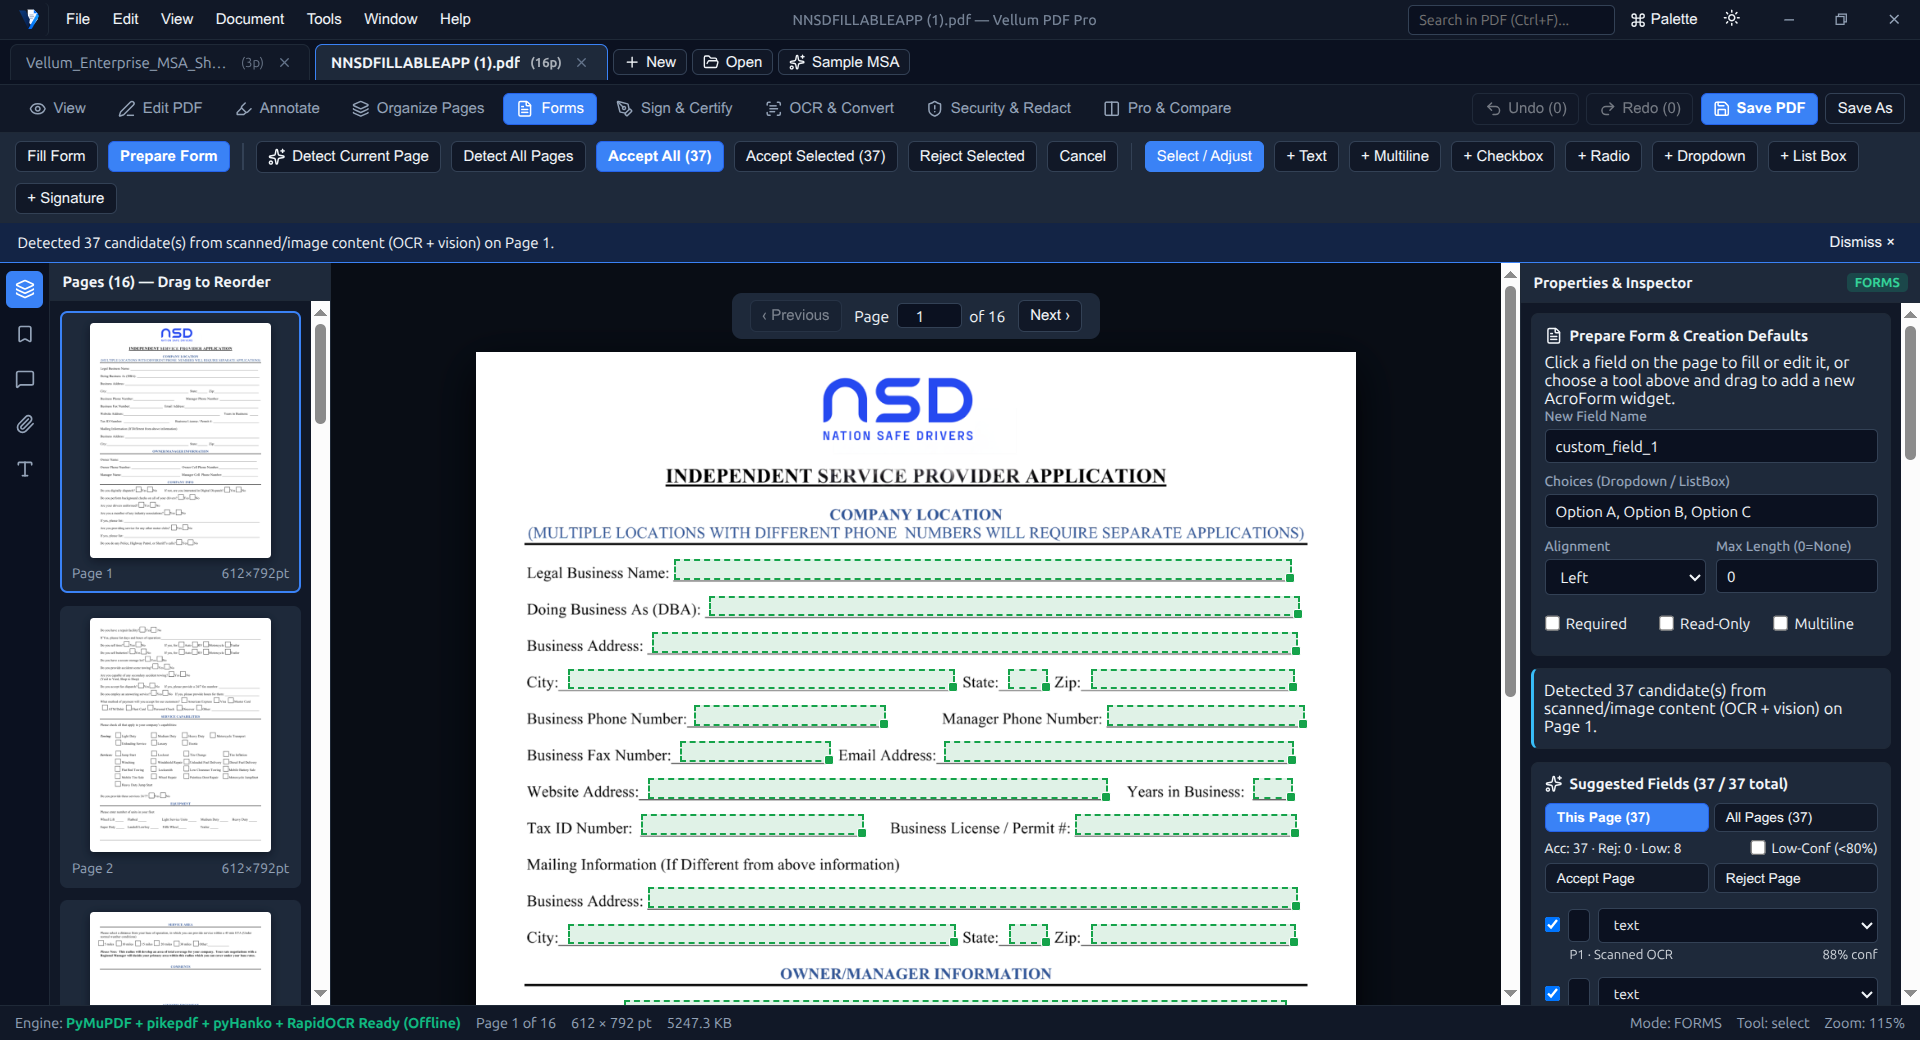 File Edit View Document Tools Window Help
NNSDFILLABLEAPP (1).pdf — Vellum PDF Pro
Search in PDF (Ctrl+F)...
⌘ Palette
Vellum_Enterprise_MSA_Sh... (3p) ×
NNSDFILLABLEAPP (1).pdf (16p) ×
+ New
Open
Sample MSA
View
Edit PDF
Annotate
Organize Pages
Forms
Sign & Certify
OCR & Convert
Security & Redact
Pro & Compare
Undo (0)
Redo (0)
Save PDF
Save As
Fill Form
Prepare Form
Detect Current Page
Detect All Pages
Accept All (37)
Accept Selected (37)
Reject Selected
Cancel
Select / Adjust
+ Text
+ Multiline
+ Checkbox
+ Radio
+ Dropdown
+ List Box
+ Signature
Detected 37 candidate(s) from scanned/image content (OCR + vision) on Page 1.
Dismiss ×
Pages (16) — Drag to Reorder
Page 1 612×792pt
Page 2 612×792pt
‹ Previous Page 1 of 16 Next ›
NSD
NATION SAFE DRIVERS
INDEPENDENT SERVICE PROVIDER APPLICATION
COMPANY LOCATION
(MULTIPLE LOCATIONS WITH DIFFERENT PHONE NUMBERS WILL REQUIRE SEPARATE APPLICATIONS)
Legal Business Name:
Doing Business As (DBA):
Business Address:
City: State: Zip:
Business Phone Number: Manager Phone Number:
Business Fax Number: Email Address:
Website Address: Years in Business:
Tax ID Number: Business License / Permit #:
Mailing Information (If Different from above information)
Business Address:
City: State: Zip:
OWNER/MANAGER INFORMATION
Properties & Inspector FORMS
Prepare Form & Creation Defaults
Click a field on the page to fill or edit it, or
choose a tool above and drag to add a new
AcroForm widget.
New Field Name
custom_field_1
Choices (Dropdown / ListBox)
Option A, Option B, Option C
Alignment Max Length (0=None)
Left 0
Required Read-Only Multiline
Detected 37 candidate(s) from
scanned/image content (OCR + vision) on
Page 1.
Suggested Fields (37 / 37 total)
This Page (37) All Pages (37)
Acc: 37 · Rej: 0 · Low: 8 Low-Conf (<80%)
Accept Page Reject Page
text
P1 · Scanned OCR 88% conf
text
Engine: PyMuPDF + pikepdf + pyHanko + RapidOCR Ready (Offline) Page 1 of 16 612 × 792 pt 5247.3 KB
Mode: FORMS Tool: select Zoom: 115%